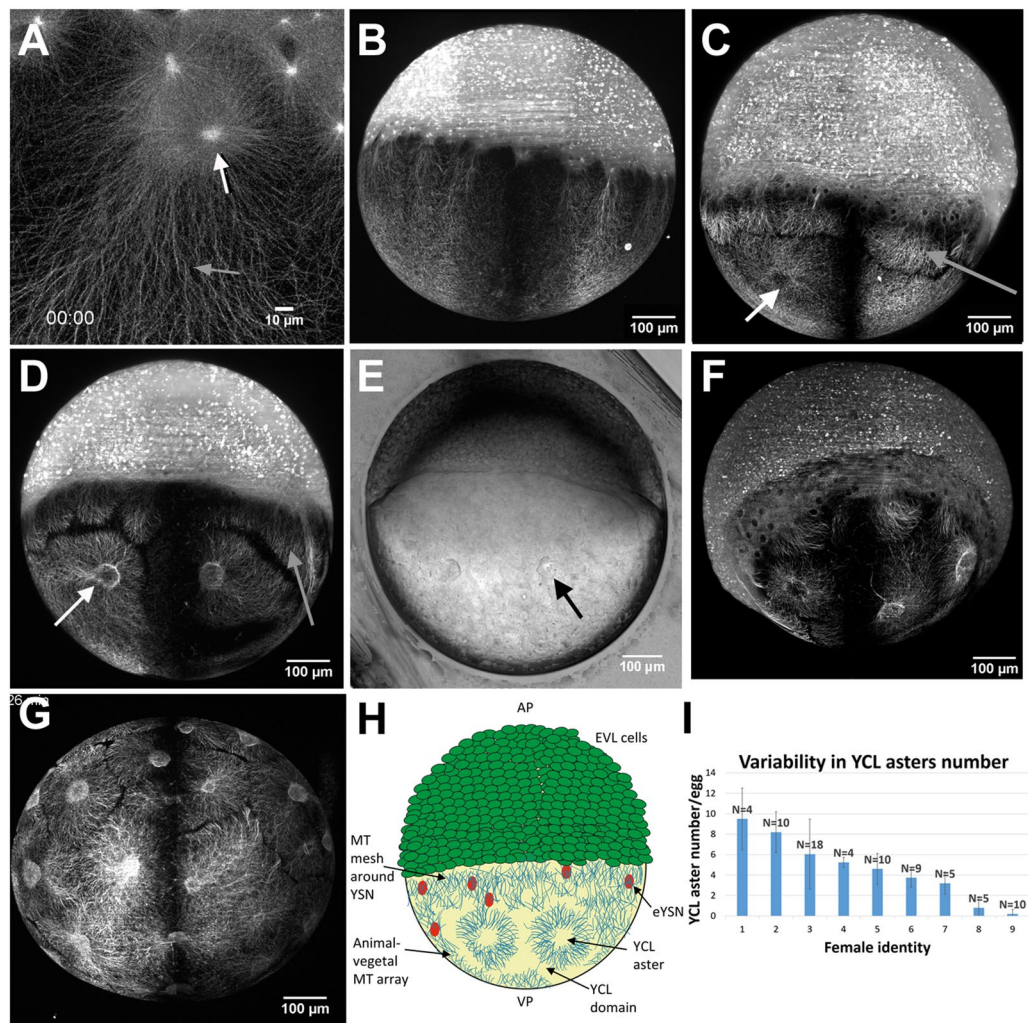 A
00:00
10 µm
B
100 µm
C
100 µm
D
100 µm
E
100 µm
F
100 µm
G
100 µm
H
AP
EVL cells
MT
mesh
around
YSN
eYSN
Animal-
vegetal
MT array
YCL
aster
YCL
domain
VP
I
Variability in YCL asters number
YCL aster number/egg
14
12
10
8
6
4
2
0
N=4
N=10
N=18
N=4
N=10
N=9
N=5
N=5
N=10
1 2 3 4 5 6 7 8 9
Female identity